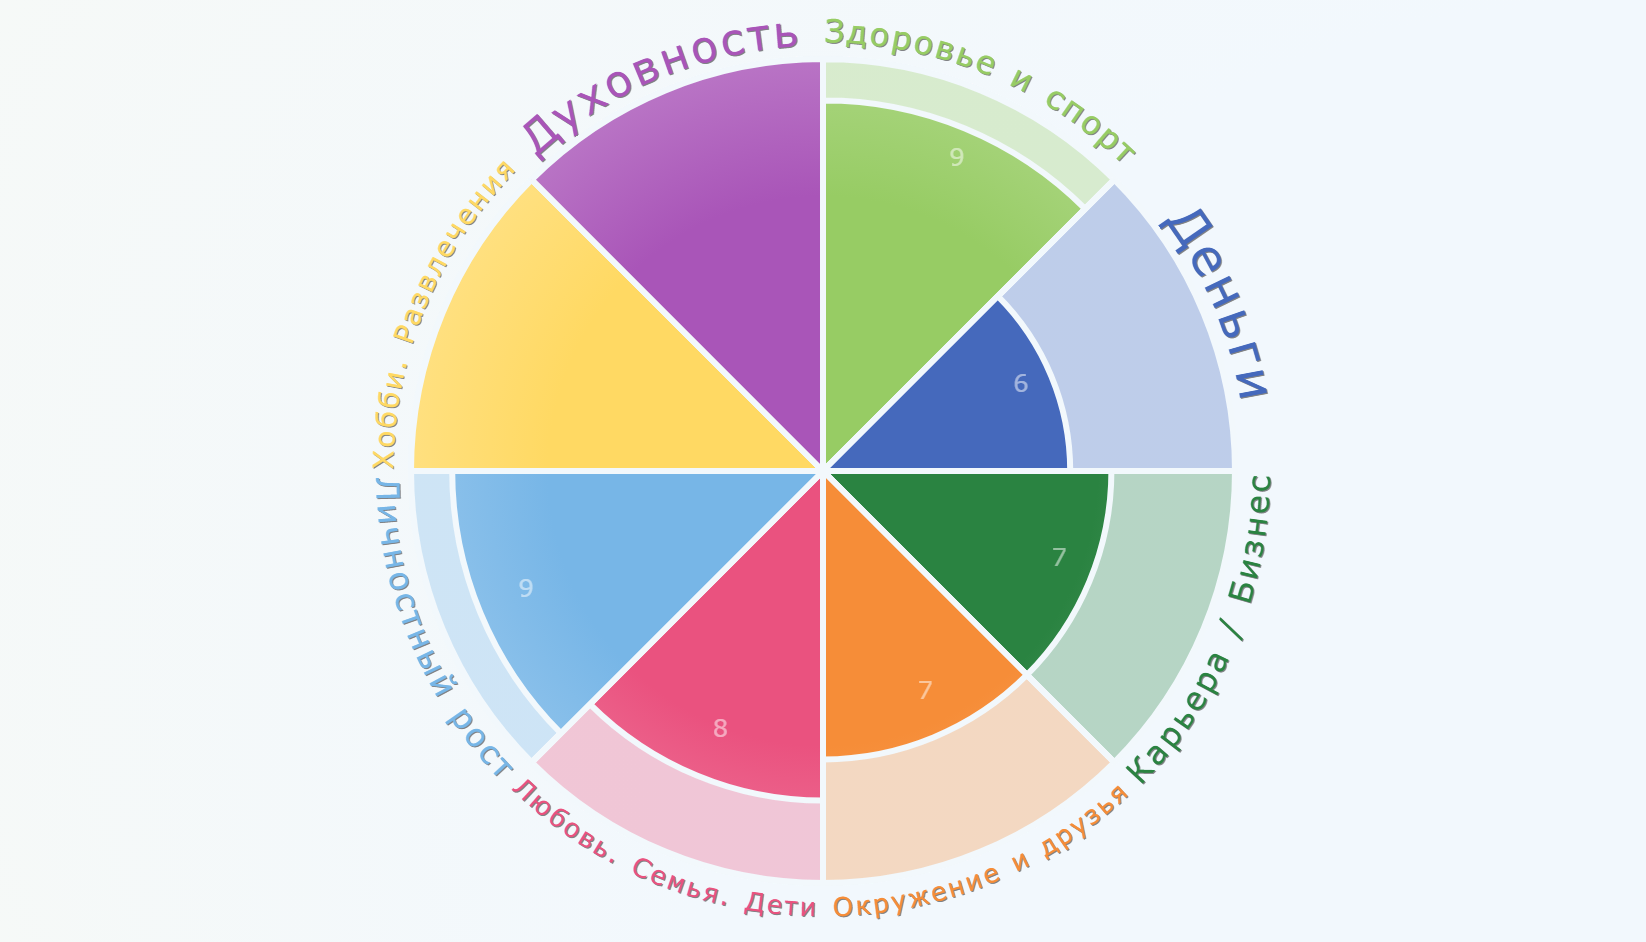 Здоровье и спорт
9
Деньги
6
Карьера / Бизнес
7
Окружение и друзья
7
Любовь. Семья. Дети
8
Личностный рост
9
Хобби. Развлечения
Духовность